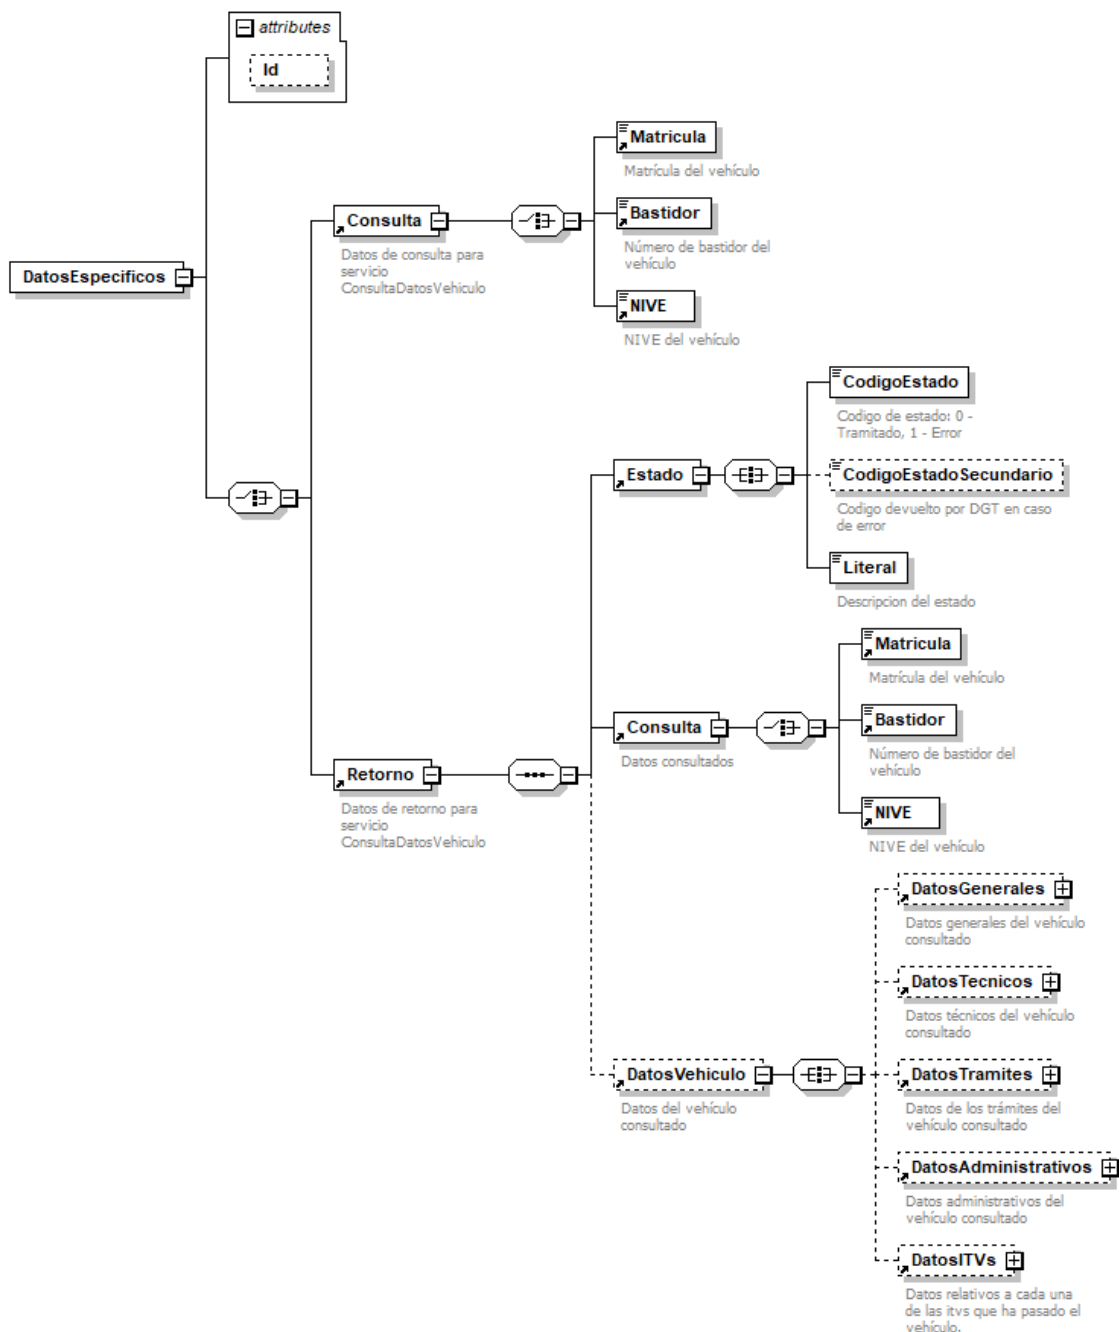 attributes
Id
Matricula
Matrícula del vehículo
Bastidor
Número de bastidor del
vehículo
NIVE
NIVE del vehículo
Consulta
Datos de consulta para
servicio
ConsultaDatosVehiculo
DatosEspecificos
CodigoEstado
Codigo de estado: 0 -
Tramitado, 1 - Error
Estado
CodigoEstadoSecundario
Codigo devuelto por DGT en caso
de error
Literal
Descripcion del estado
Matricula
Matrícula del vehículo
Consulta
Datos consultados
Bastidor
Número de bastidor del
vehículo
NIVE
NIVE del vehículo
Retorno
Datos de retorno para
servicio
ConsultaDatosVehiculo
DatosGenerales
Datos generales del vehículo
consultado
DatosTecnicos
Datos técnicos del vehículo
consultado
DatosVehiculo
Datos del vehículo
consultado
DatosTramites
Datos de los trámites del
vehículo consultado
DatosAdministrativos
Datos administrativos del
vehículo consultado
DatosITVs
Datos relativos a cada una
de las itvs que ha pasado el
vehículo.